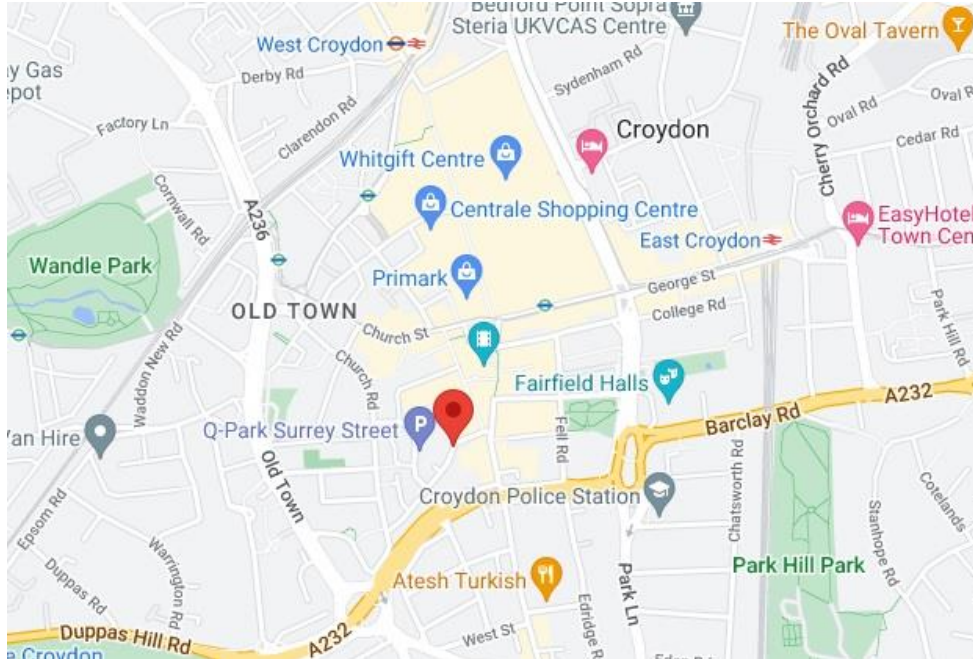 Bedford Point Sopra
Steria UKVCAS Centre
The Oval Tavern
West Croydon
Derby Rd
Sydenham Rd
Gas
Factory Ln
Clarendon Rd
Cherry Orchard Rd
Oval Rd
Oval R
Croydon
Cedar Rd
Whitgift Centre
Cornwall Rd
A236
Centrale Shopping Centre
EasyHotel
Town Cen
East Croydon
Wandle Park
Primark
George St
OLD TOWN
College Rd
Church St
Park Hill Rd
Waddon New Rd
Church Rd
Fairfield Halls
A232
Barclay Rd
Q-Park Surrey Street
P
Van Hire
Fell Rd
Old Town
Croydon Police Station
Chatsworth Rd
Cotelands
Epsom Rd
Stanhope Rd
Warrington Rd
Park Hill Park
Atesh Turkish
Park Ln
Duppas Rd
Edridge R
West St
Duppas Hill Rd
A232
Croydon